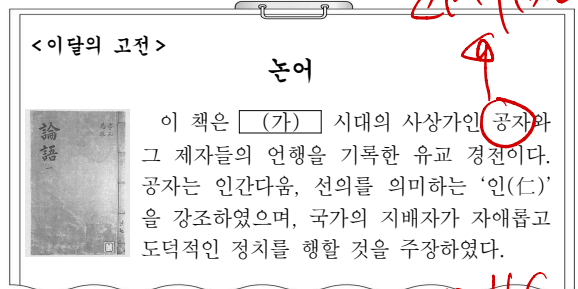 <이달의 고전>
논어
이 책은 (가) 시대의 사상가인 공자와
그 제자들의 언행을 기록한 유교 경전이다.
공자는 인간다움, 선의를 의미하는 ‘인(仁)’
을 강조하였으며, 국가의 지배자가 자애롭고
도덕적인 정치를 행할 것을 주장하였다.
論語 一